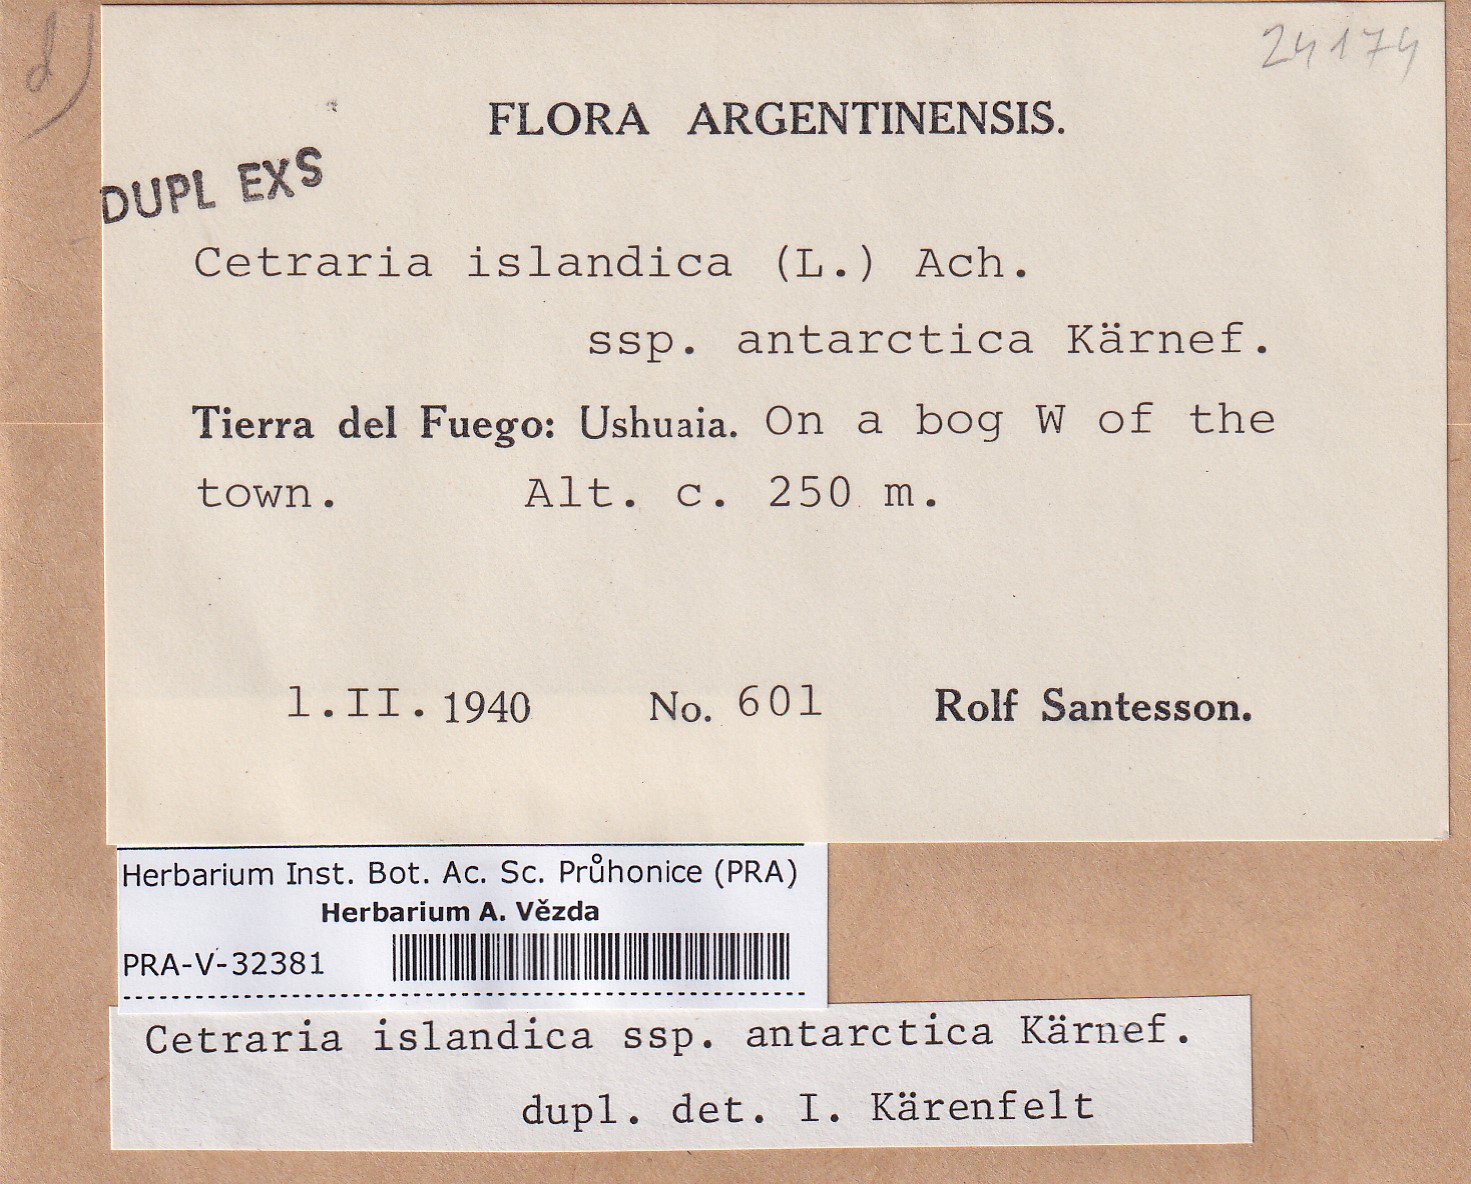 d)
24174
FLORA ARGENTINENSIS.
DUPL EXS
Cetraria islandica (L.) Ach.
ssp. antarctica Kärnef.
Tierra del Fuego: Ushuaia. On a bog W of the
town. Alt. c. 250 m.
1.II. 1940 No. 601 Rolf Santesson.
Herbarium Inst. Bot. Ac. Sc. Průhonice (PRA)
Herbarium A. Vězda
PRA-V-32381
Cetraria islandica ssp. antarctica Kärnef.
dupl. det. I. Kärenfelt